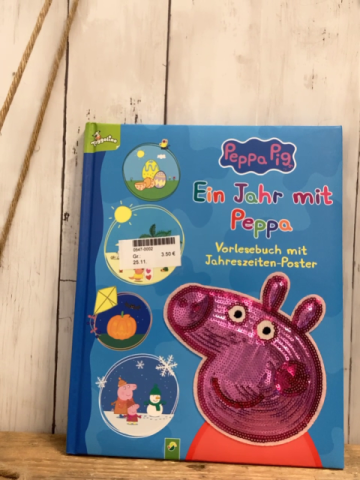 Peppa Pig
Ein Jahr mit
Peppa
Vorlesebuch mit
Jahreszeiten-Poster
Gr.
3.50 €
25.11.